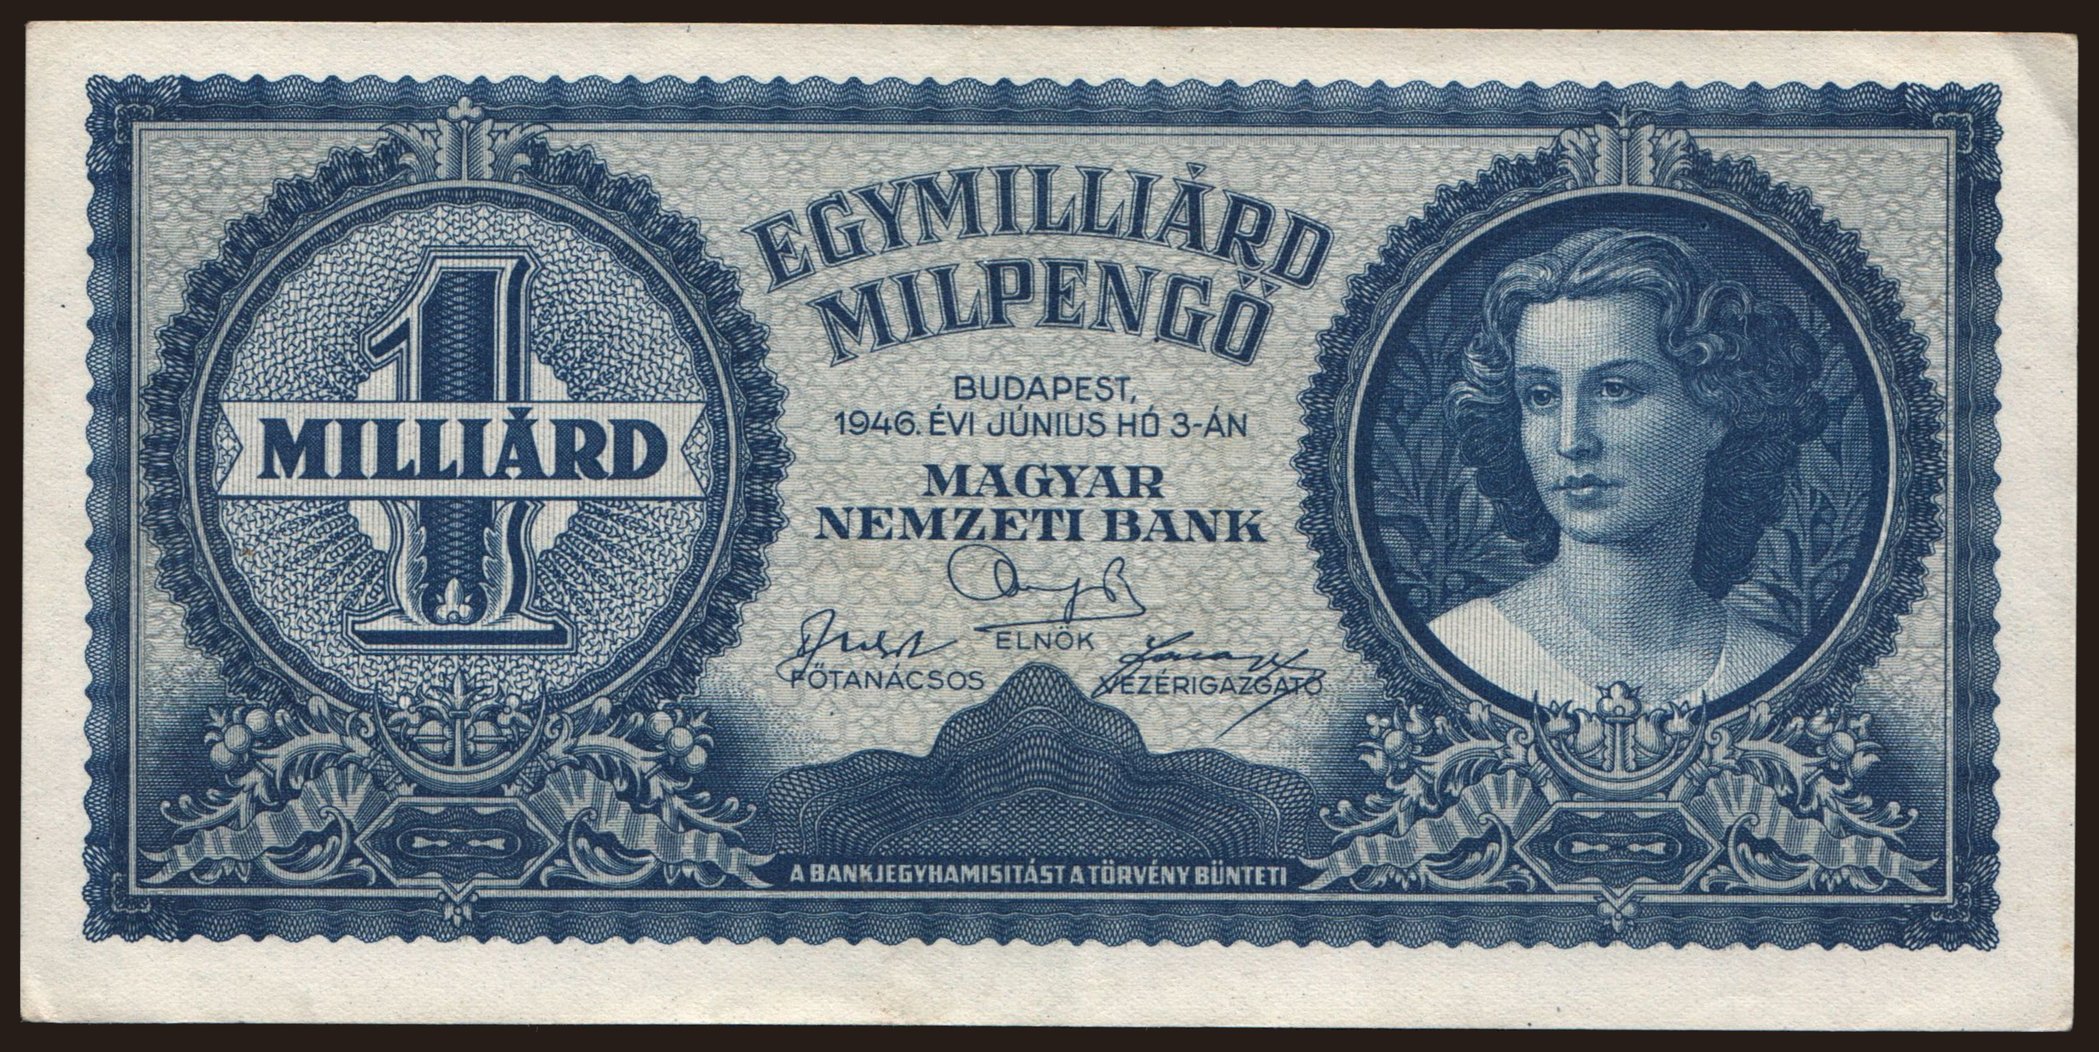 EGYMILLIÁRD
MILPENGŐ
1
MILLIÁRD
BUDAPEST,
1946. ÉVI JÚNIUS HÓ 3-ÁN
MAGYAR
NEMZETI BANK
ELNÖK
FŐTANÁCSOS
VEZÉRIGAZGATÓ
A BANKJEGYHAMISITÁST A TÖRVÉNY BÜNTETI